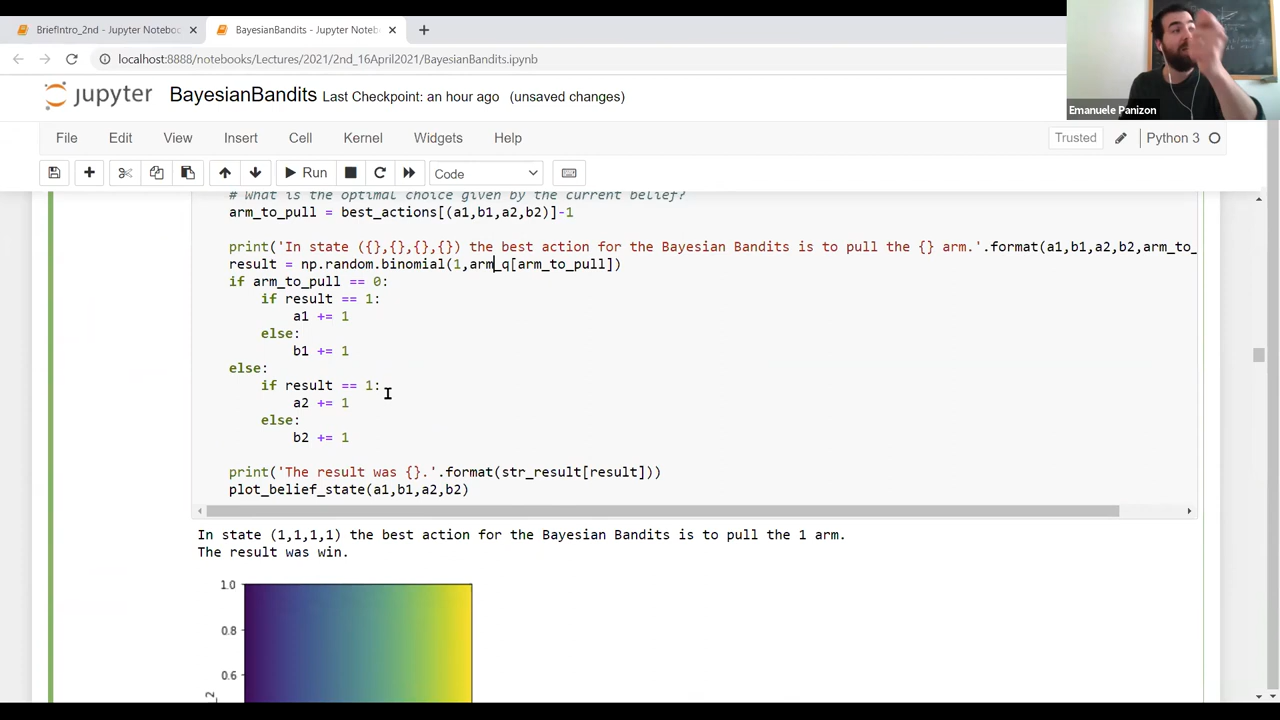 BriefIntro_2nd - Jupyter Notebo
BayesianBandits - Jupyter Noteb
localhost:8888/notebooks/Lectures/2021/2nd_16April2021/BayesianBandits.ipynb
Emanuele Panizon
jupyter BayesianBandits Last Checkpoint: an hour ago (unsaved changes)
File Edit View Insert Cell Kernel Widgets Help Trusted Python 3
Run Code
# What is the optimal choice given by the current belief?
arm_to_pull = best_actions[(a1,b1,a2,b2)]-1
print('In state ({},{},{},{}) the best action for the Bayesian Bandits is to pull the {} arm.'.format(a1,b1,a2,b2,arm_to_
result = np.random.binomial(1,arm_q[arm_to_pull])
if arm_to_pull == 0:
if result == 1:
a1 += 1
else:
b1 += 1
else:
if result == 1:
a2 += 1
else:
b2 += 1
print('The result was {}.'.format(str_result[result]))
plot_belief_state(a1,b1,a2,b2)
In state (1,1,1,1) the best action for the Bayesian Bandits is to pull the 1 arm.
The result was win.
1.0
0.8
0.6
2